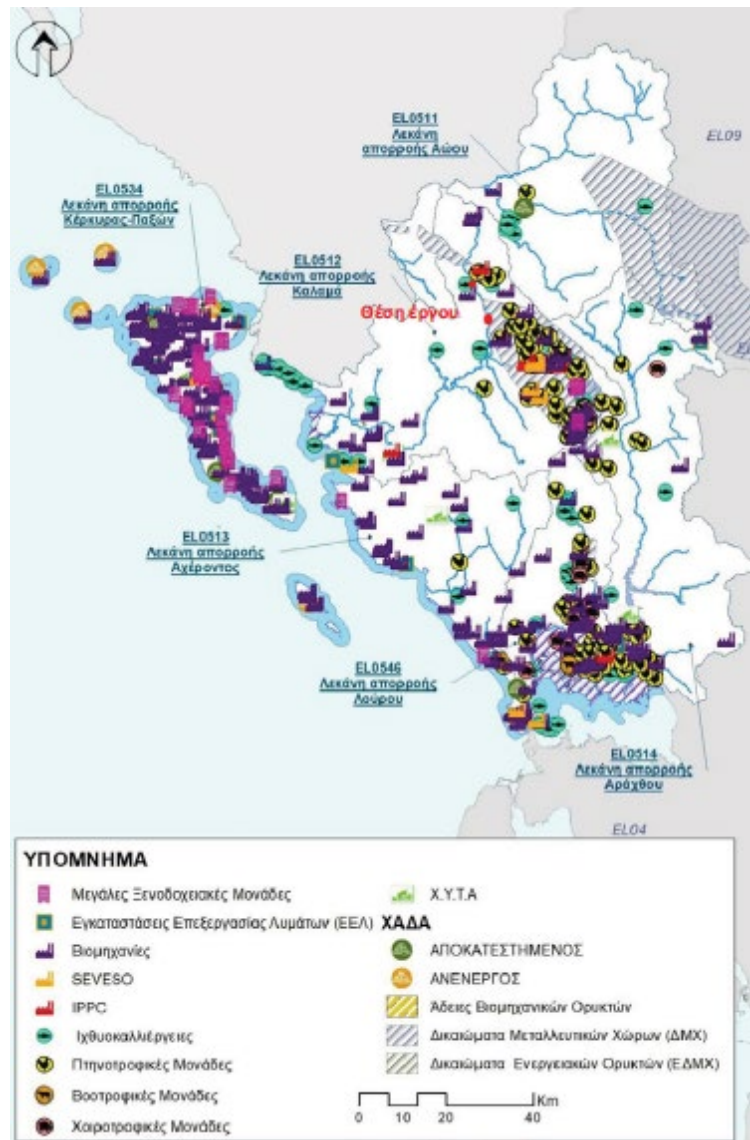 EL0511
Λεκάνη απορροής
Αώου
EL09
EL0534
Λεκάνη απορροής
Κέρκυρας-Παξών
EL0512
Λεκάνη απορροής
Καλαμά
Θέση έργου
EL0513
Λεκάνη απορροής
Αχέροντος
EL0546
Λεκάνη απορροής
Λούρου
EL0514
Λεκάνη απορροής
Αράχθου
EL04
ΥΠΟΜΝΗΜΑ
Μεγάλες Ξενοδοχειακές Μονάδες
Εγκαταστάσεις Επεξεργασίας Λυμάτων (ΕΕΛ)
Βιομηχανίες
SEVESO
IPPC
Ιχθυοκαλλιέργειες
Πτηνοτροφικές Μονάδες
Βοοτροφικές Μονάδες
Χοιροτροφικές Μονάδες
Χ.Υ.Τ.Α
ΧΑΔΑ
ΑΠΟΚΑΤΕΣΤΗΜΕΝΟΣ
ΑΝΕΝΕΡΓΟΣ
Άδειες Βιομηχανικών Ορυκτών
Δικαιώματα Μεταλλευτικών Χώρων (ΔΜΧ)
Δικαιώματα Ενεργειακών Ορυκτών (ΕΔΜΧ)
Km
0 10 20 40